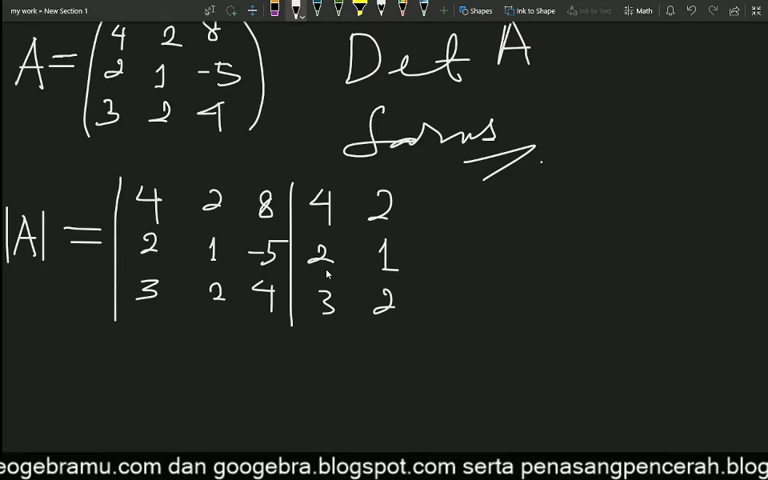 my work » New Section 1
Shapes Ink to Shape Ink to Text Math
A= ( 4 2 8 Det A
2 1 -5
3 2 4 ) Sarrus
|A| = | 4 2 8 | 4 2
2 1 -5 2 1
3 2 4 3 2
eogebramu.com dan googebra.blogspot.com serta penasangpencerah.blog